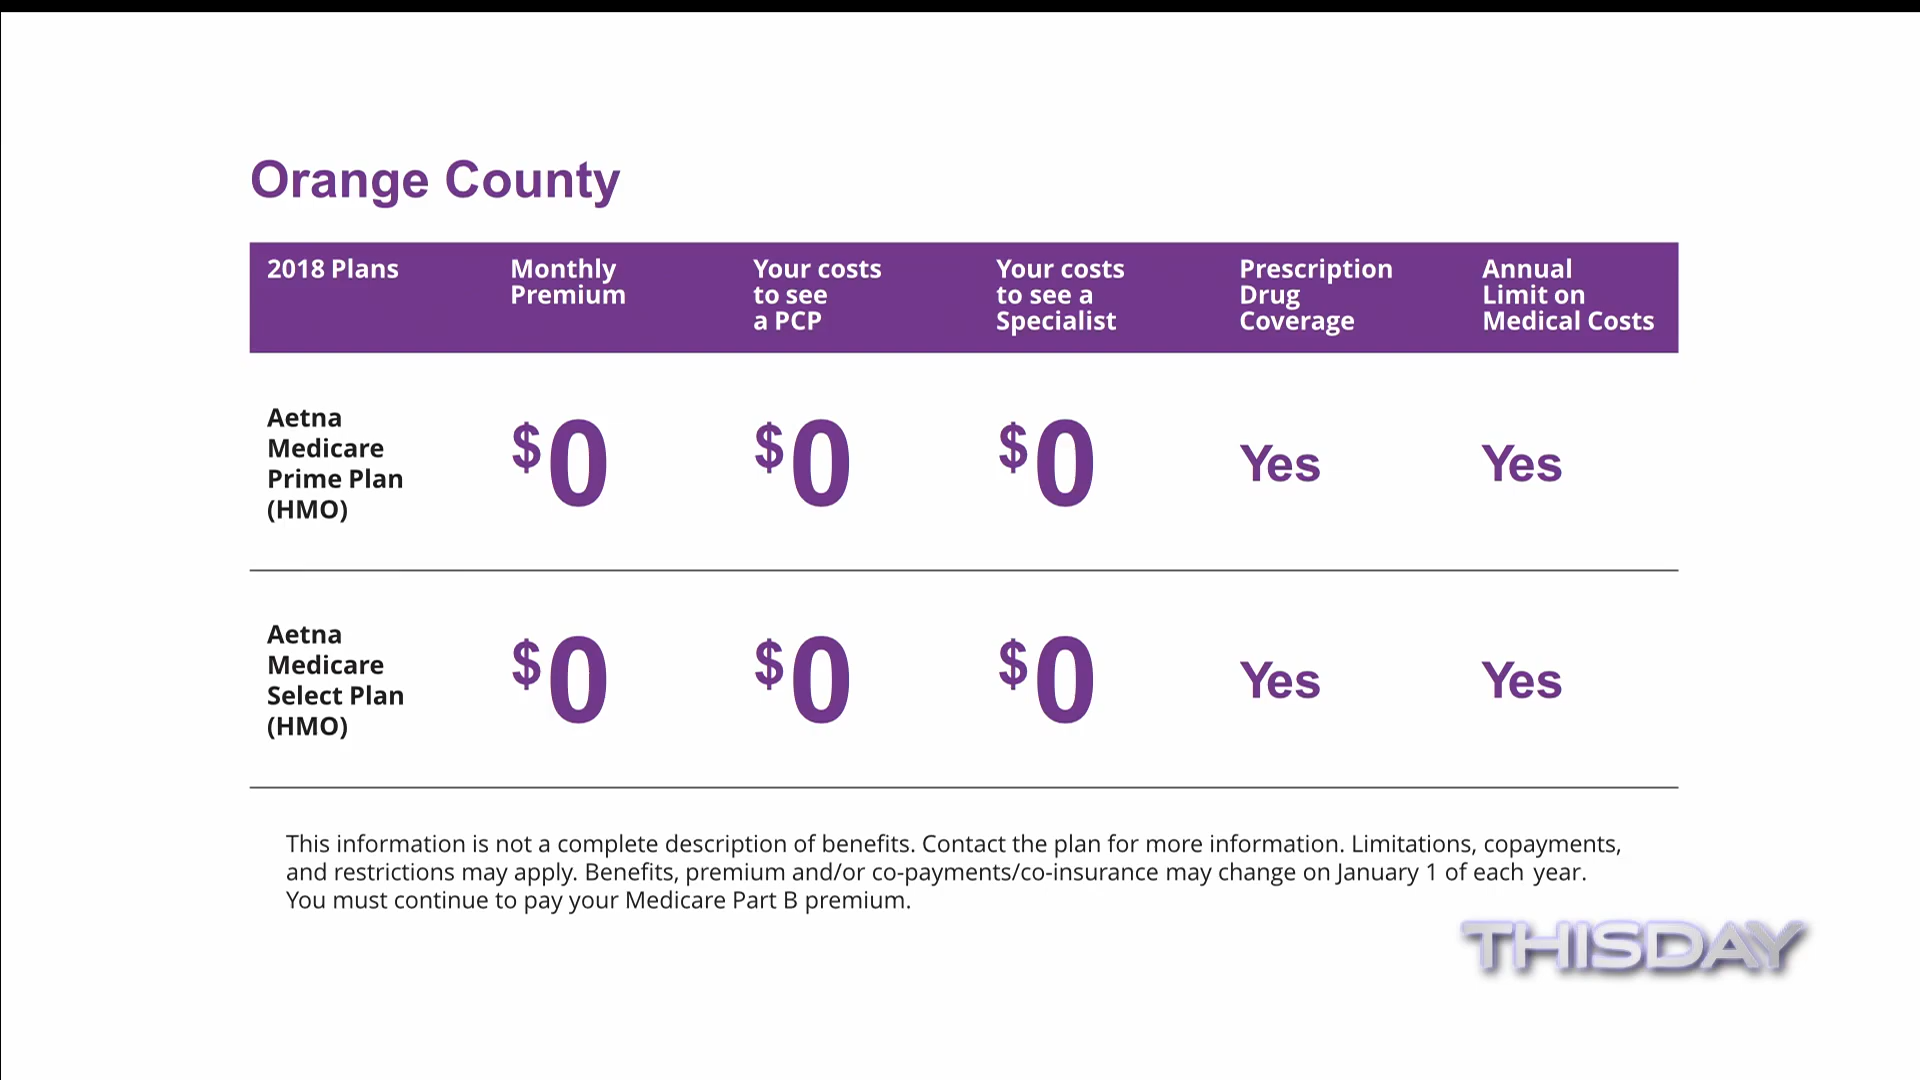 Orange County
2018 Plans
Monthly
Premium
Your costs
to see
a PCP
Your costs
to see a
Specialist
Prescription
Drug
Coverage
Annual
Limit on
Medical Costs
Aetna
Medicare
Prime Plan
(HMO)
$0
$0
$0
Yes
Yes
Aetna
Medicare
Select Plan
(HMO)
$0
$0
$0
Yes
Yes
This information is not a complete description of benefits. Contact the plan for more information. Limitations, copayments,
and restrictions may apply. Benefits, premium and/or co-payments/co-insurance may change on January 1 of each year.
You must continue to pay your Medicare Part B premium.
THISDAY